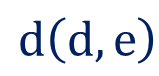 d(d, e)